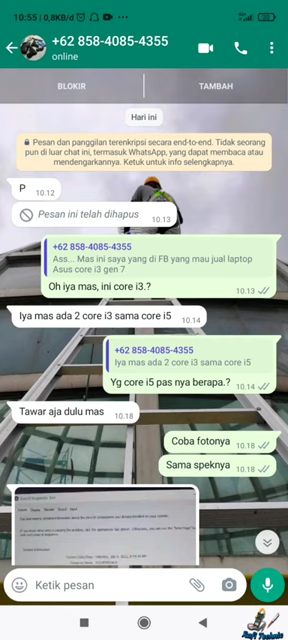 10:55 | 0,8KB/d
+62 858-4085-4355
online
BLOKIR
TAMBAH
Hari ini
Pesan dan panggilan terenkripsi secara end-to-end. Tidak seorang
pun di luar chat ini, termasuk WhatsApp, yang dapat membaca atau
mendengarkannya. Ketuk untuk info selengkapnya.
P
10.12
Pesan ini telah dihapus
10.13
+62 858-4085-4355
Ass... Mas ini saya yang di FB yang mau jual laptop
Asus core i3 gen 7
Oh iya mas, ini core i3.?
10.13
Iya mas ada 2 core i3 sama core i5
10.14
+62 858-4085-4355
Iya mas ada 2 core i3 sama core i5
Yg core i5 pas nya berapa.?
10.14
Tawar aja dulu mas
10.18
Coba fotonya
10.18
Sama speknya
10.18
Ketik pesan